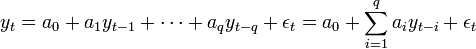 y_t = a_0 + a_1 y_{t-1} + \cdots + a_q y_{t-q} + \epsilon_t = a_0 + \sum_{i=1}^{q} a_i y_{t-i} + \epsilon_t